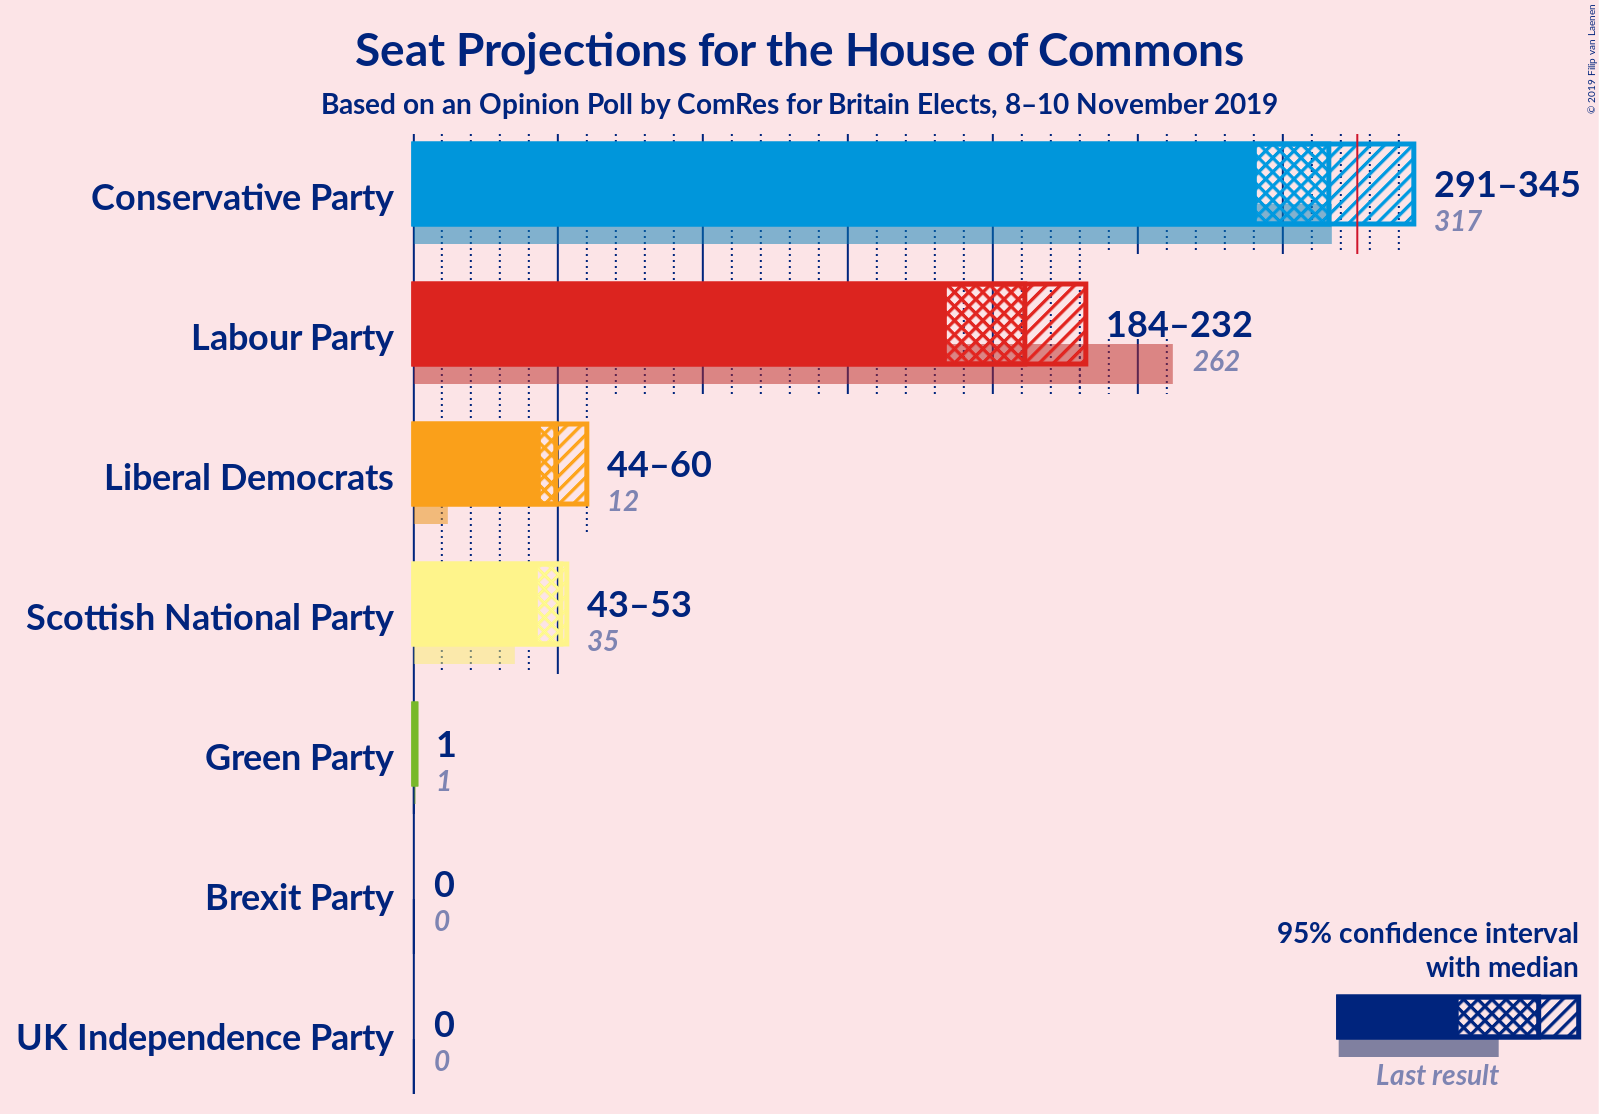 Seat Projections for the House of Commons
Based on an Opinion Poll by ComRes for Britain Elects, 8–10 November 2019
© 2019 Filip van Laenen
Conservative Party
291–345
317
Labour Party
184–232
262
Liberal Democrats
44–60
12
Scottish National Party
43–53
35
Green Party
1
1
Brexit Party
0
0
UK Independence Party
0
0
95% confidence interval
with median
Last result